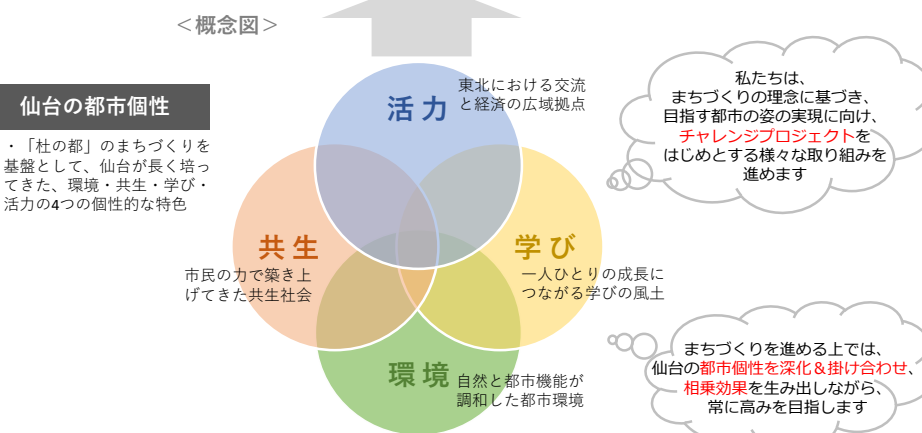 ＜概念図＞
仙台の都市個性
・「杜の都」のまちづくりを
基盤として、仙台が長く培っ
てきた、環境・共生・学び・
活力の4つの個性的な特色
活力
東北における交流
と経済の広域拠点
共生
市民の力で築き上
げてきた共生社会
学び
一人ひとりの成長に
つながる学びの風土
環境
自然と都市機能が
調和した都市環境
私たちは、
まちづくりの理念に基づき、
目指す都市の姿の実現に向け、
チャレンジプロジェクトを
はじめとする様々な取り組みを
進めます
まちづくりを進める上では、
仙台の都市個性を深化＆掛け合わせ、
相乗効果を生み出しながら、
常に高みを目指します